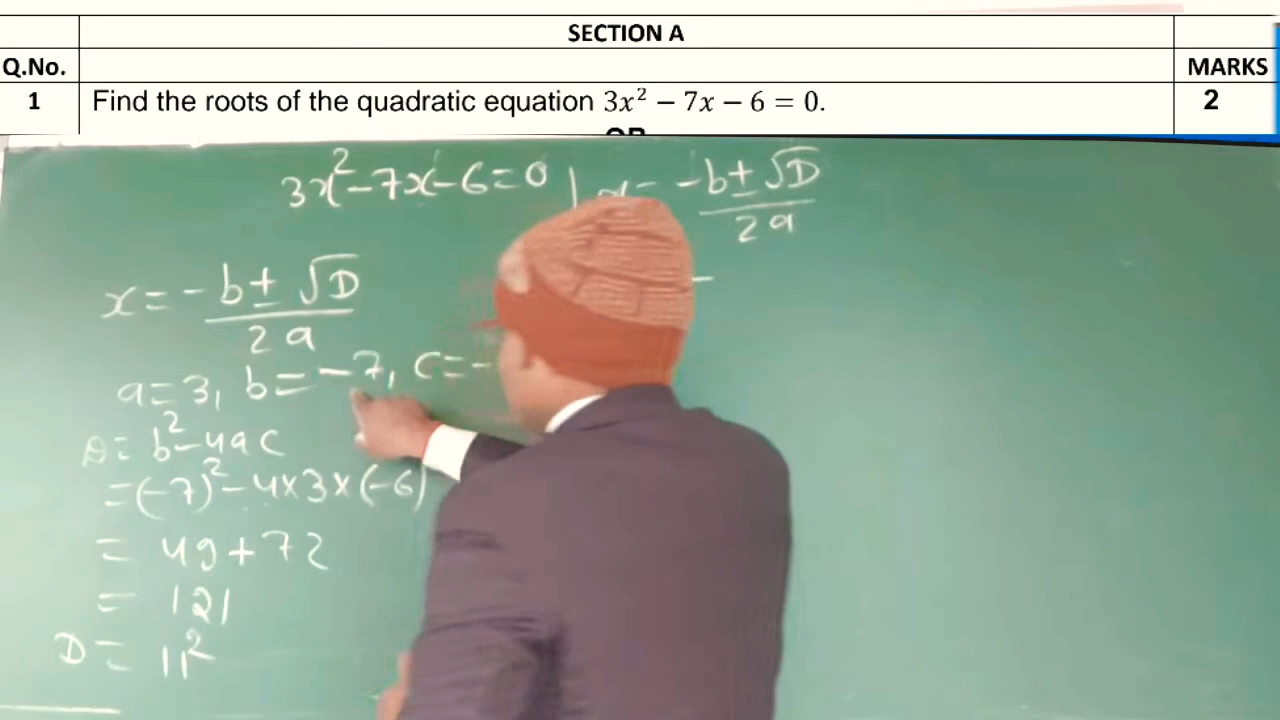 SECTION A
Q.No. MARKS
1 Find the roots of the quadratic equation 3x² − 7x − 6 = 0. 2
OR
3x²-7x-6=0
x= -b± √D / 2a
x = -b± √D / 2a
a=3, b=-7, c=-
D= b²-4ac
=(-7)²-4×3×(-6)
= 49+72
= 121
D= 11²